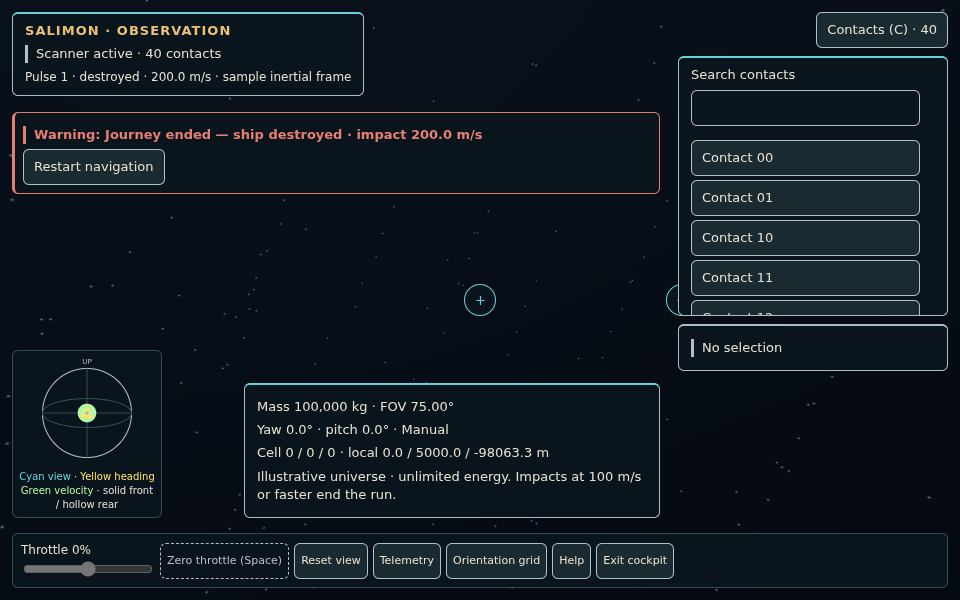 SALIMON · OBSERVATION
Scanner active · 40 contacts
Pulse 1 · destroyed · 200.0 m/s · sample inertial frame
Contacts (C) · 40
Search contacts
Contact 00
Contact 01
Contact 10
Contact 11
Contact 12
Warning: Journey ended — ship destroyed · impact 200.0 m/s
Restart navigation
+
No selection
UP
Cyan view · Yellow heading
Green velocity · solid front
/ hollow rear
Mass 100,000 kg · FOV 75.00°
Yaw 0.0° · pitch 0.0° · Manual
Cell 0 / 0 / 0 · local 0.0 / 5000.0 / -98063.3 m
Illustrative universe · unlimited energy. Impacts at 100 m/s
or faster end the run.
Throttle 0%
Zero throttle (Space)
Reset view
Telemetry
Orientation grid
Help
Exit cockpit